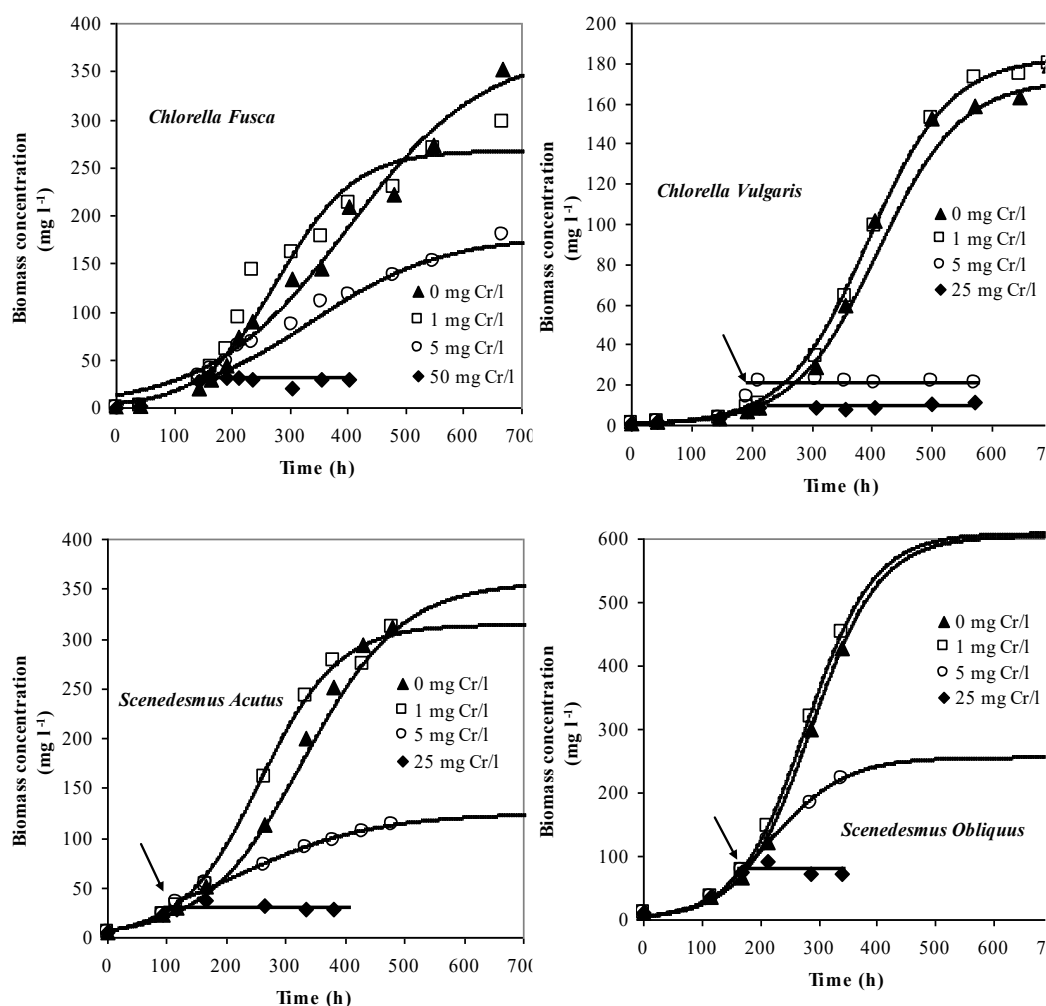 400
350
300
250
200
150
100
50
0
0 100 200 300 400 500 600 700
Biomass concentration
(mg l-1)
Time (h)
Chlorella Fusca
0 mg Cr/l
1 mg Cr/l
5 mg Cr/l
50 mg Cr/l
200
180
160
140
120
100
80
60
40
20
0
0 100 200 300 400 500 600 7
Biomass concentration
(mg l-1)
Time (h)
Chlorella Vulgaris
0 mg Cr/l
1 mg Cr/l
5 mg Cr/l
25 mg Cr/l
400
350
300
250
200
150
100
50
0
0 100 200 300 400 500 600 700
Biomass concentration
(mg l-1)
Time (h)
Scenedesmus Acutus
0 mg Cr/l
1 mg Cr/l
5 mg Cr/l
25 mg Cr/l
600
500
400
300
200
100
0
0 100 200 300 400 500 600 7
Biomass concentration
(mg l-1)
Time (h)
0 mg Cr/l
1 mg Cr/l
5 mg Cr/l
25 mg Cr/l
Scenedesmus Obliquus